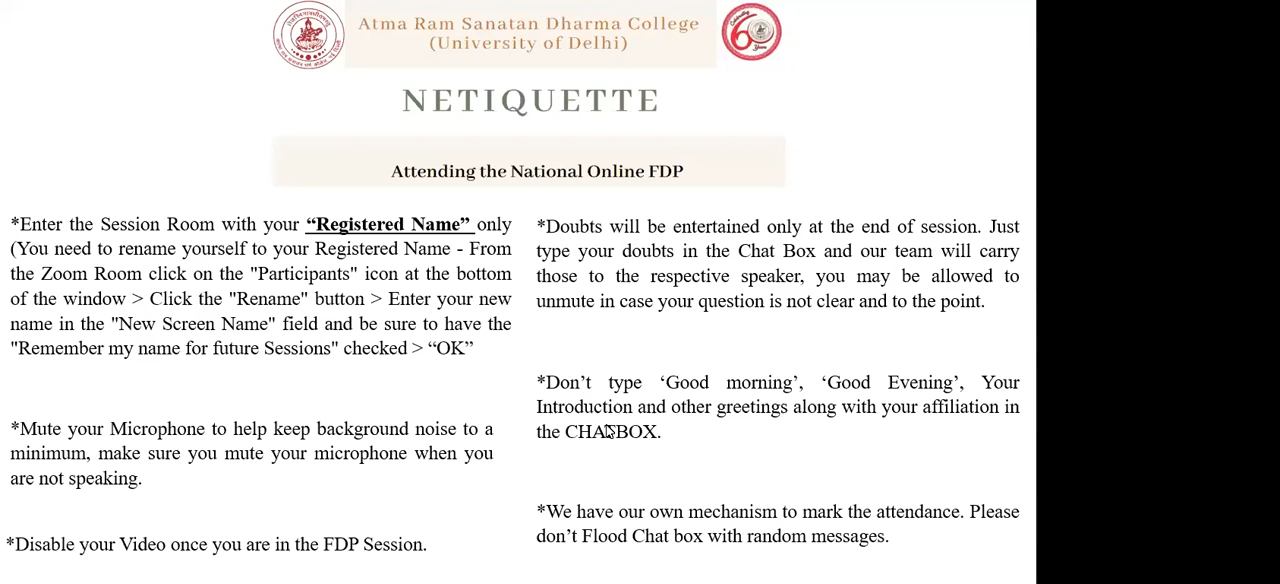 Atma Ram Sanatan Dharma College
(University of Delhi)
NETIQUETTE
Attending the National Online FDP
*Enter the Session Room with your “Registered Name” only
(You need to rename yourself to your Registered Name - From
the Zoom Room click on the "Participants" icon at the bottom
of the window > Click the "Rename" button > Enter your new
name in the "New Screen Name" field and be sure to have the
"Remember my name for future Sessions" checked > “OK”
*Mute your Microphone to help keep background noise to a
minimum, make sure you mute your microphone when you
are not speaking.
*Disable your Video once you are in the FDP Session.
*Doubts will be entertained only at the end of session. Just
type your doubts in the Chat Box and our team will carry
those to the respective speaker, you may be allowed to
unmute in case your question is not clear and to the point.
*Don’t type ‘Good morning’, ‘Good Evening’, Your
Introduction and other greetings along with your affiliation in
the CHATBOX.
*We have our own mechanism to mark the attendance. Please
don’t Flood Chat box with random messages.
60
Years